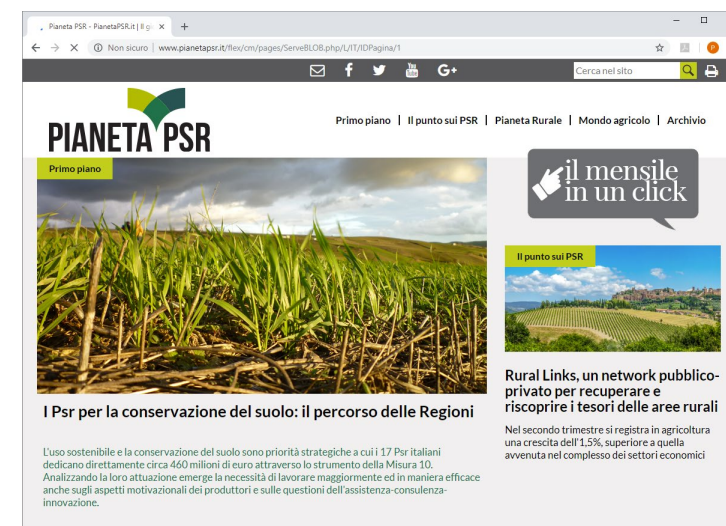 Pianeta PSR - PianetaPSR.it | Il gi
Non sicuro | www.pianetapsr.it/flex/cm/pages/ServeBLOB.php/L/IT/IDPagina/1
P
You Tube G+ Cerca nel sito
PIANETA PSR
Primo piano | Il punto sui PSR | Pianeta Rurale | Mondo agricolo | Archivio
Primo piano
il mensile
in un click
Il punto sui PSR
I Psr per la conservazione del suolo: il percorso delle Regioni
L'uso sostenibile e la conservazione del suolo sono priorità strategiche a cui i 17 Psr italiani
dedicano direttamente circa 460 milioni di euro attraverso lo strumento della Misura 10.
Analizzando la loro attuazione emerge la necessità di lavorare maggiormente ed in maniera efficace
anche sugli aspetti motivazionali dei produttori e sulle questioni dell'assistenza-consulenza-
innovazione.
Rural Links, un network pubblico-
privato per recuperare e
riscoprire i tesori delle aree rurali
Nel secondo trimestre si registra in agricoltura
una crescita dell'1,5%, superiore a quella
avvenuta nel complesso dei settori economici